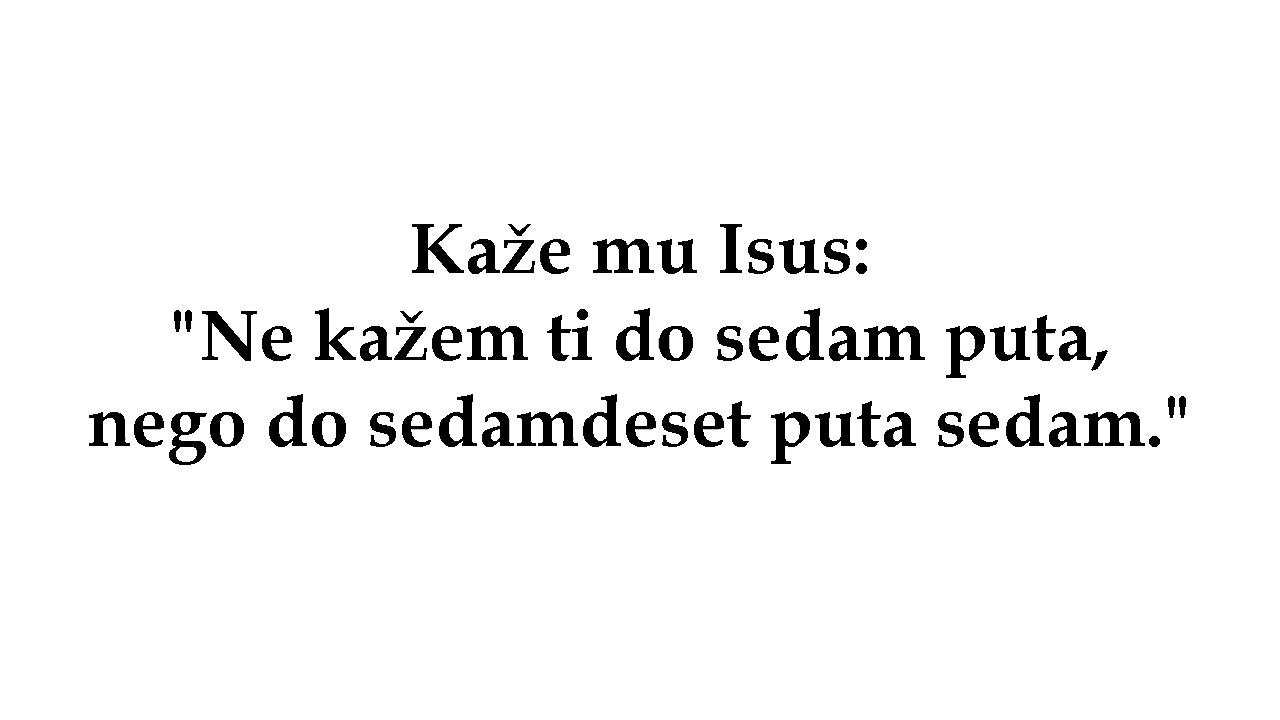 Kaže mu Isus:
"Ne kažem ti do sedam puta,
nego do sedamdeset puta sedam."